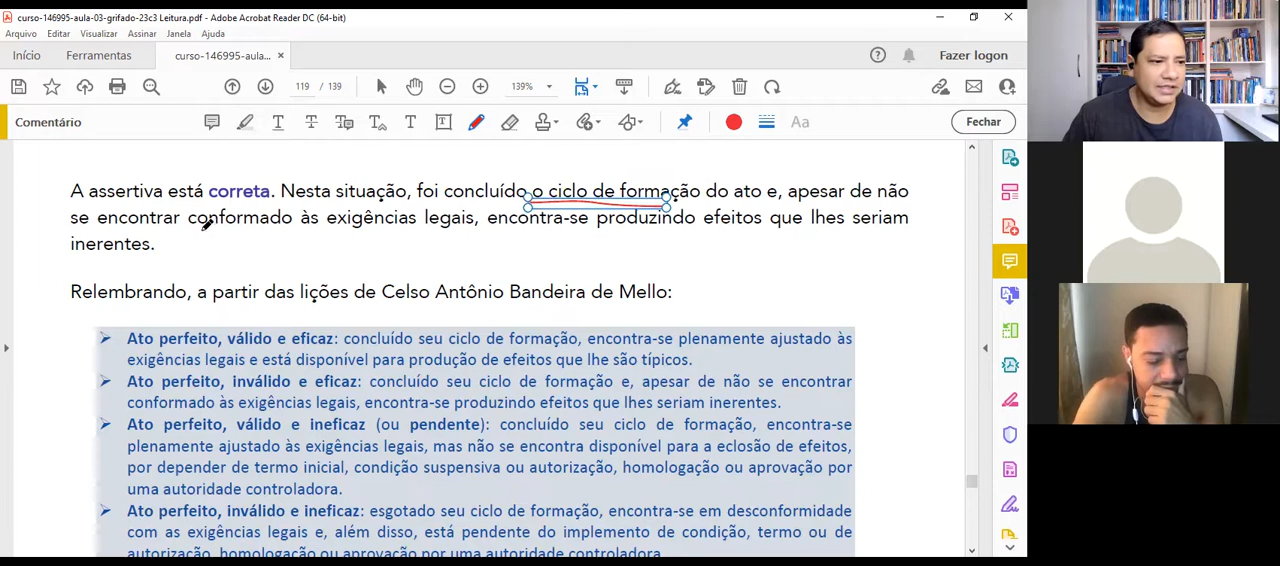 curso-146995-aula-03-grifado-23c3 Leitura.pdf - Adobe Acrobat Reader DC (64-bit)
Arquivo Editar Visualizar Assinar Janela Ajuda
Início Ferramentas curso-146995-aula... × Fazer logon
119 / 139 139%
Comentário Aa Fechar
A assertiva está correta. Nesta situação, foi concluído o ciclo de formação do ato e, apesar de não
se encontrar conformado às exigências legais, encontra-se produzindo efeitos que lhes seriam
inerentes.
Relembrando, a partir das lições de Celso Antônio Bandeira de Mello:
Ato perfeito, válido e eficaz: concluído seu ciclo de formação, encontra-se plenamente ajustado às
exigências legais e está disponível para produção de efeitos que lhe são típicos.
Ato perfeito, inválido e eficaz: concluído seu ciclo de formação e, apesar de não se encontrar
conformado às exigências legais, encontra-se produzindo efeitos que lhes seriam inerentes.
Ato perfeito, válido e ineficaz (ou pendente): concluído seu ciclo de formação, encontra-se
plenamente ajustado às exigências legais, mas não se encontra disponível para a eclosão de efeitos,
por depender de termo inicial, condição suspensiva ou autorização, homologação ou aprovação por
uma autoridade controladora.
Ato perfeito, inválido e ineficaz: esgotado seu ciclo de formação, encontra-se em desconformidade
com as exigências legais e, além disso, está pendente do implemento de condição, termo ou de
autorização, homologação ou aprovação por uma autoridade controladora.